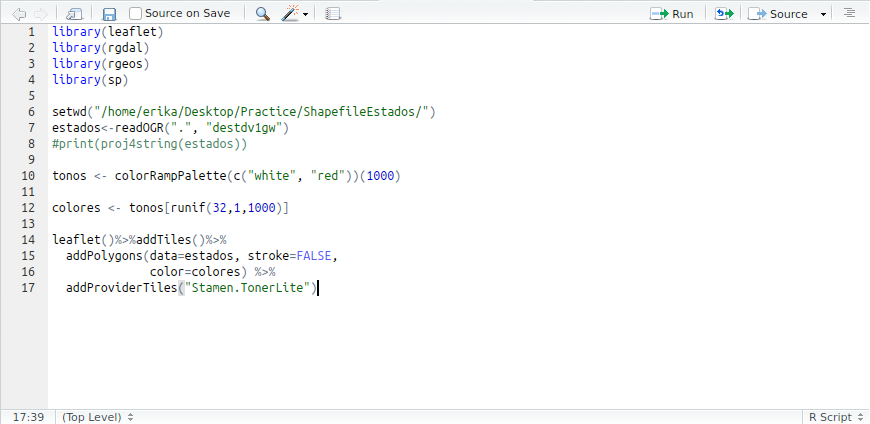 Source on Save Run Source
1 library(leaflet)
2 library(rgdal)
3 library(rgeos)
4 library(sp)
5
6 setwd("/home/erika/Desktop/Practice/ShapefileEstados/")
7 estados<-readOGR(".", "destdv1gw")
8 #print(proj4string(estados))
9
10 tonos <- colorRampPalette(c("white", "red"))(1000)
11
12 colores <- tonos[runif(32,1,1000)]
13
14 leaflet()%>%addTiles()%>%
15 addPolygons(data=estados, stroke=FALSE,
16 color=colores) %>%
17 addProviderTiles("Stamen.TonerLite")
17:39 (Top Level) R Script